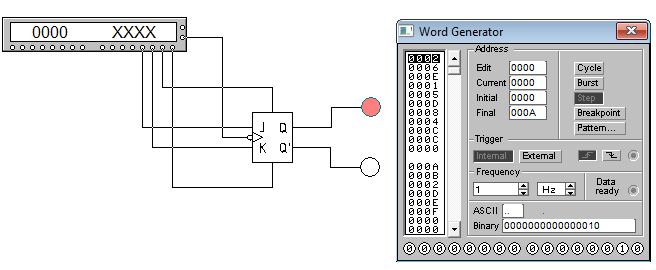 0000 XXXX
J Q
K Q'
Word Generator
0002
0006
000E
0001
0005
000D
0008
0004
000C
0000
000A
000B
0002
000D
000E
000F
0000
0000
Address
Edit 0000
Current 0000
Initial 0000
Final 000A
Cycle
Burst
Step
Breakpoint
Pattern...
Trigger
Internal External
Frequency
1 Hz
Data ready
ASCII ..
Binary 0000000000000010
0 0 0 0 0 0 0 0 0 0 0 0 0 0 1 0